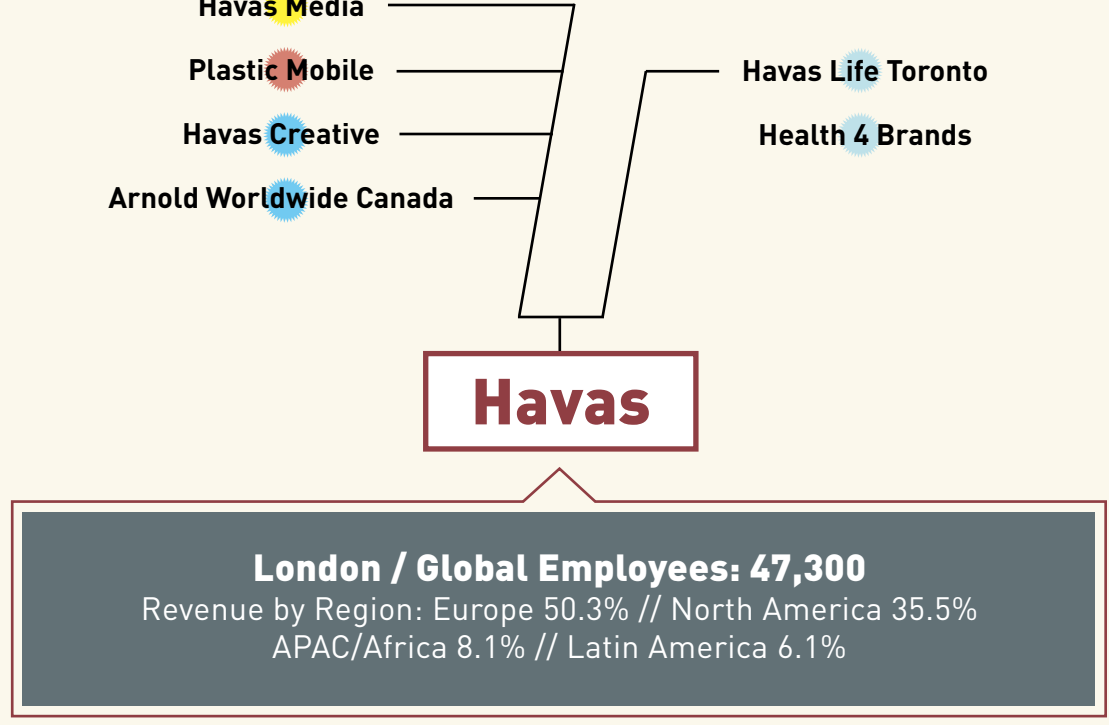 Havas Media
Plastic Mobile
Havas Creative
Arnold Worldwide Canada
Havas Life Toronto
Health 4 Brands
Havas
London / Global Employees: 47,300
Revenue by Region: Europe 50.3% // North America 35.5%
APAC/Africa 8.1% // Latin America 6.1%